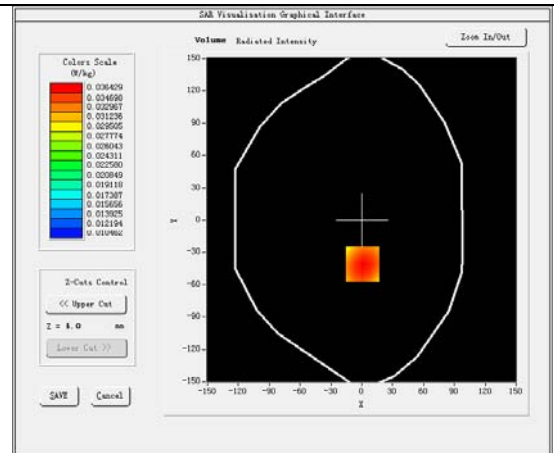 SAR Visualisation Graphical Interface
Volume Radiated Intensity
Zoom In/Out
Colors Scale
(W/kg)
0.036429
0.034698
0.032967
0.031236
0.029505
0.027774
0.026043
0.024311
0.022580
0.020849
0.019118
0.017387
0.015656
0.013925
0.012194
0.010462
Z-Cuts Control
<< Upper Cut
Z = 4.0 mm
Lower Cut >>
SAVE Cancel
150
120
90
60
30
0
-30
-60
-90
-120
-150
Y
-150 -120 -90 -60 -30 0 30 60 90 120 150
X